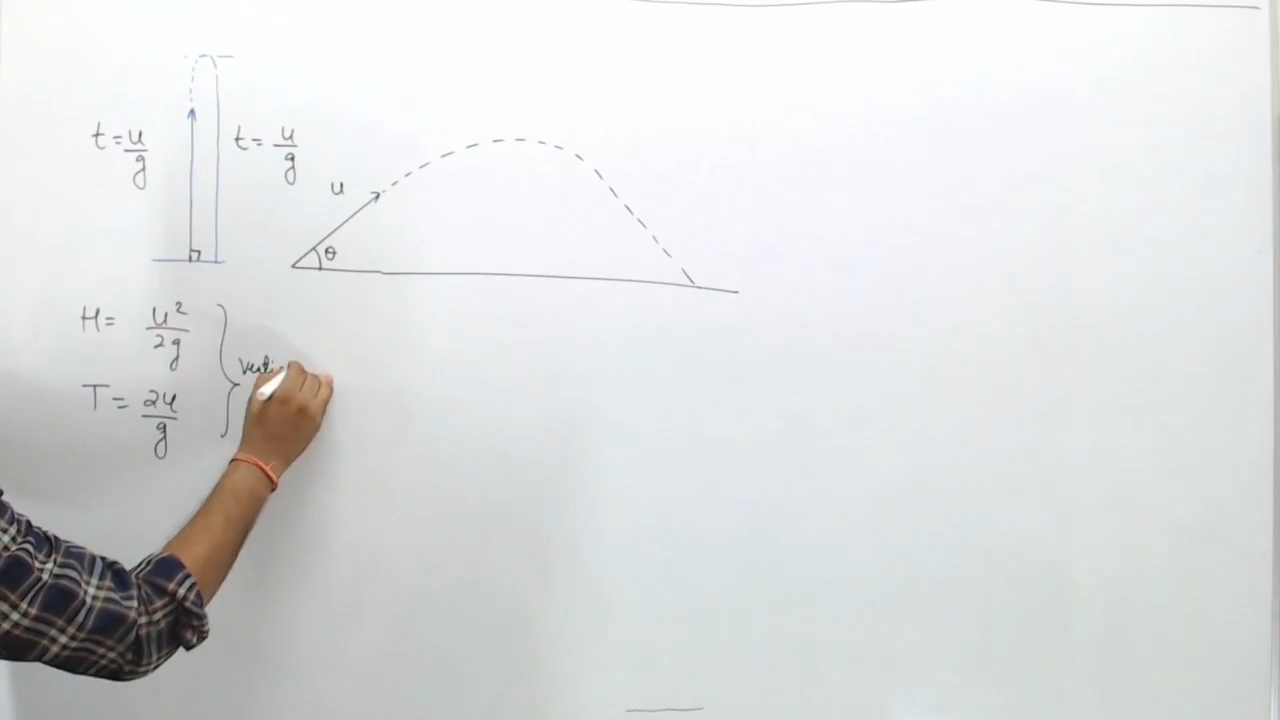 t = u/g
t = u/g
u
θ
H = u²/2g
T = 2u/g